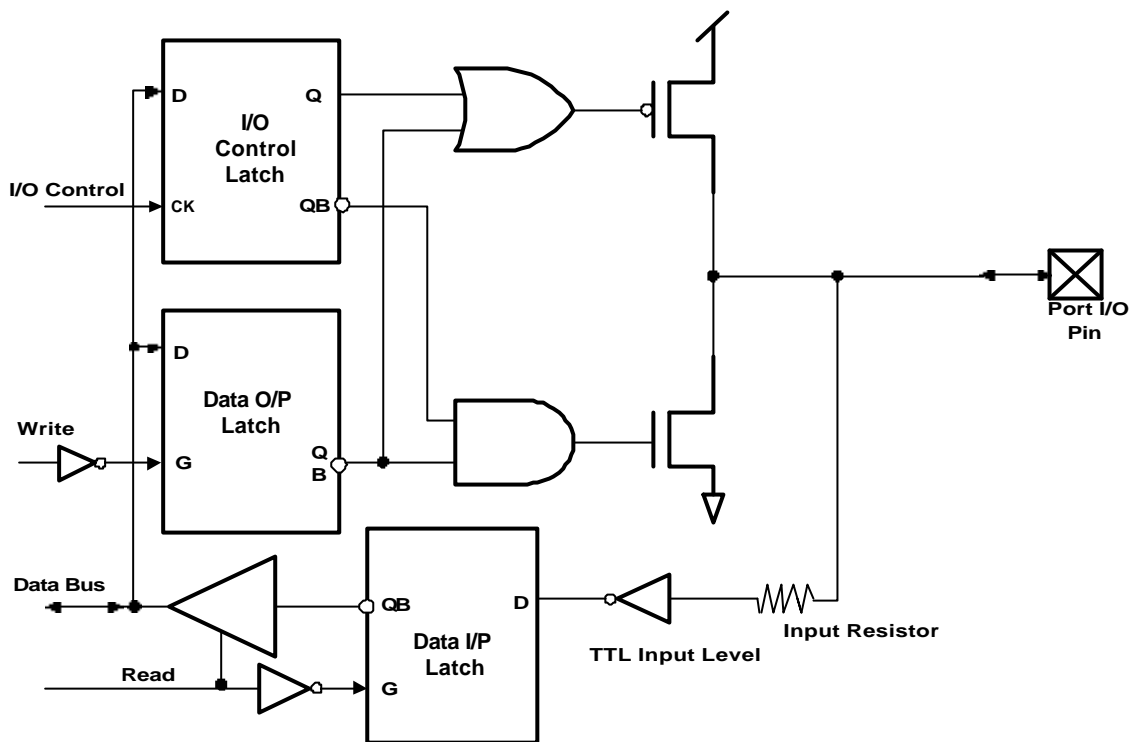 D
Q
I/O
Control
Latch
I/O Control
CK
QB
Port I/O
Pin
D
Data O/P
Latch
Write
G
Q
B
Data Bus
QB
D
Data I/P
Latch
Input Resistor
TTL Input Level
Read
G